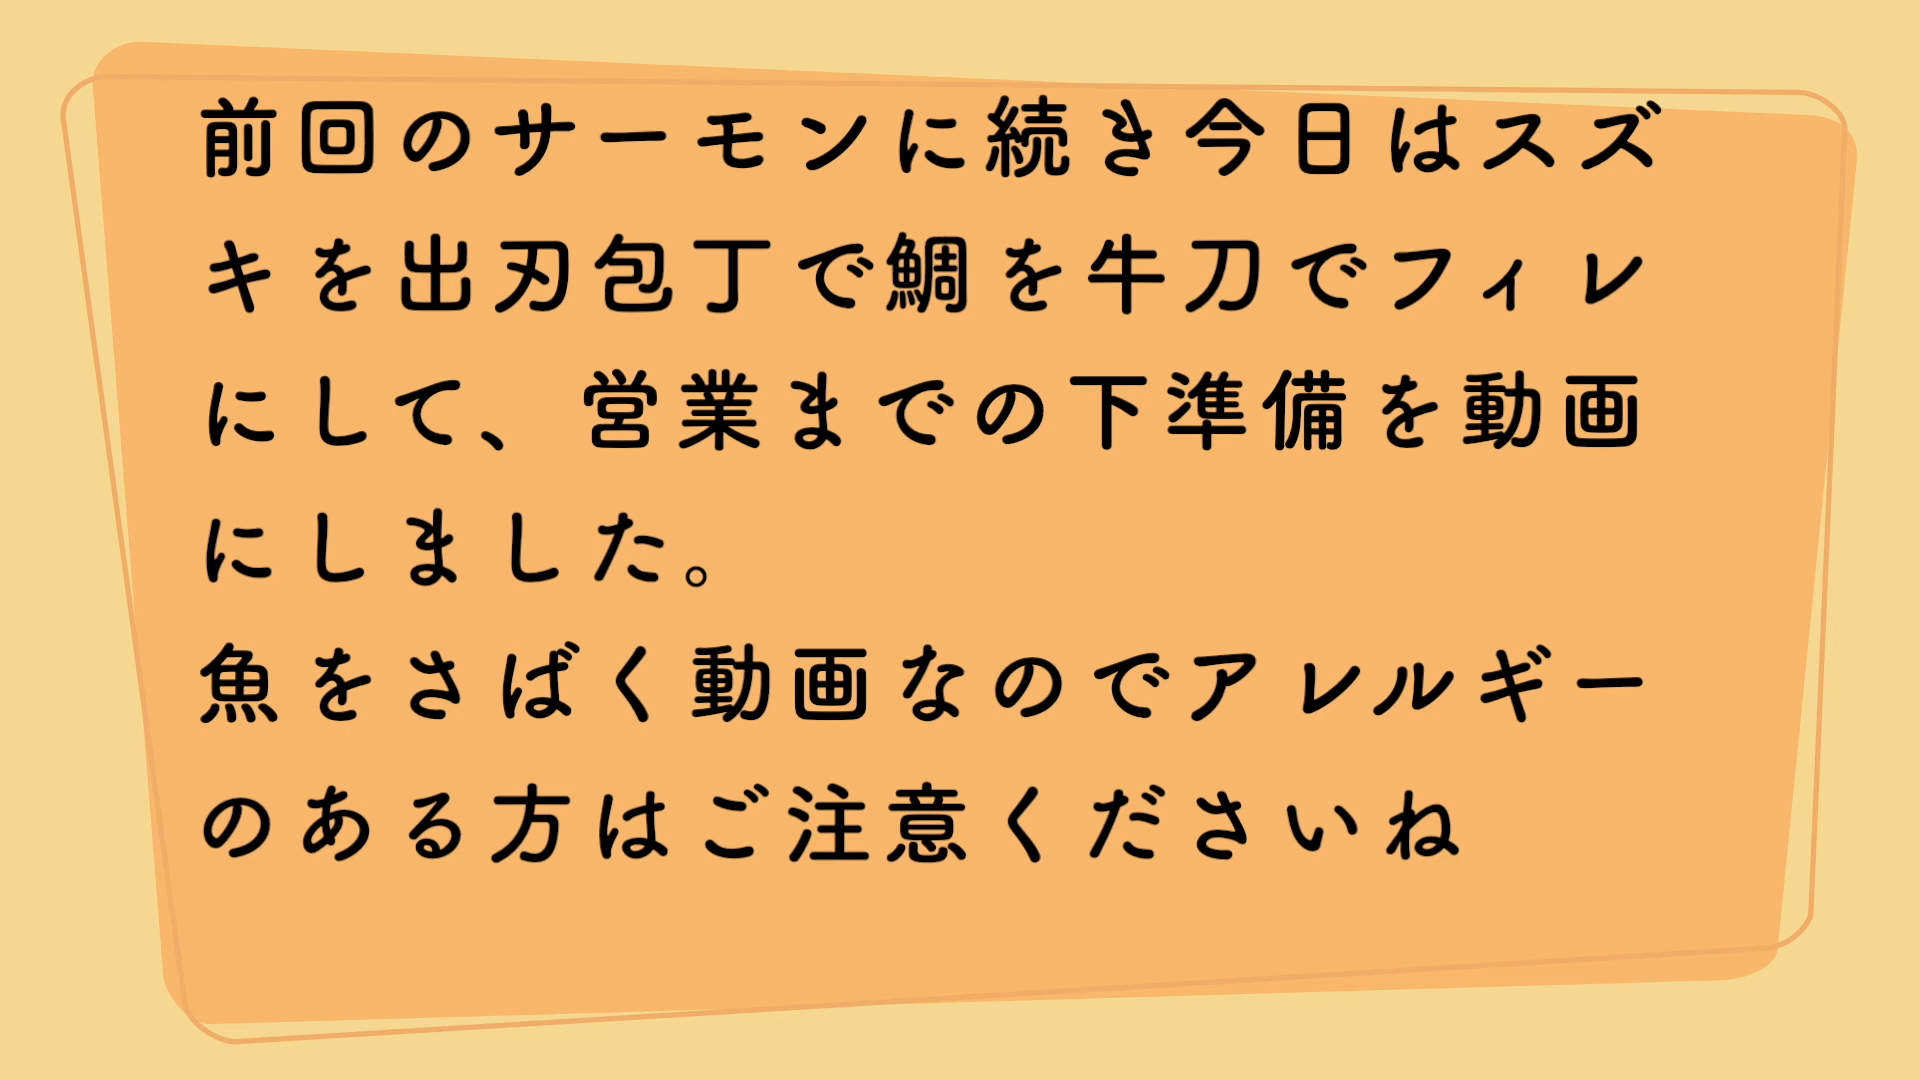 前回のサーモンに続き今日はスズ
キを出刃包丁で鯛を牛刀でフィレ
にして、営業までの下準備を動画
にしました。
魚をさばく動画なのでアレルギー
のある方はご注意くださいね